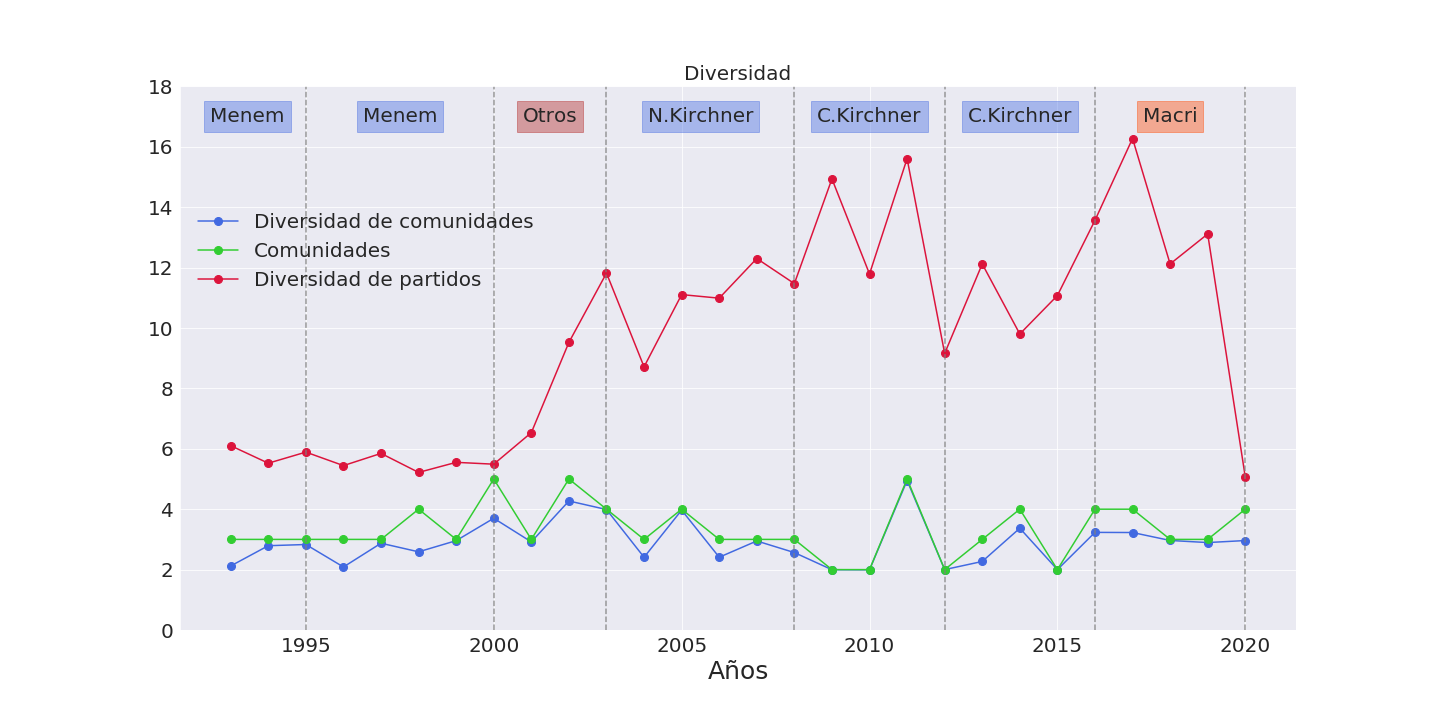 Diversidad
Menem
Menem
Otros
N.Kirchner
C.Kirchner
C.Kirchner
Macri
Diversidad de comunidades
Comunidades
Diversidad de partidos
18
16
14
12
10
8
6
4
2
0
1995
2000
2005
2010
2015
2020
Años